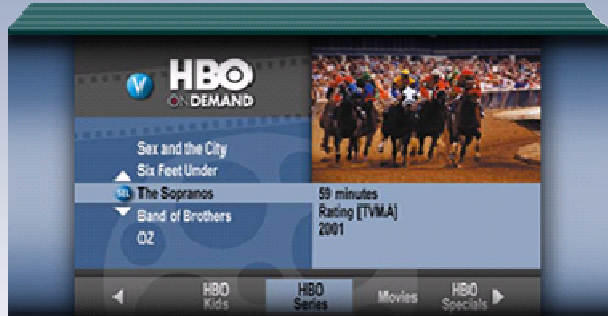 HBO
ON DEMAND
Sex and the City
Six Feet Under
SEL
The Sopranos
Band of Brothers
OZ
59 minutes
Rating [TVMA]
2001
HBO
Kids
HBO
Series
Movies
HBO
Specials